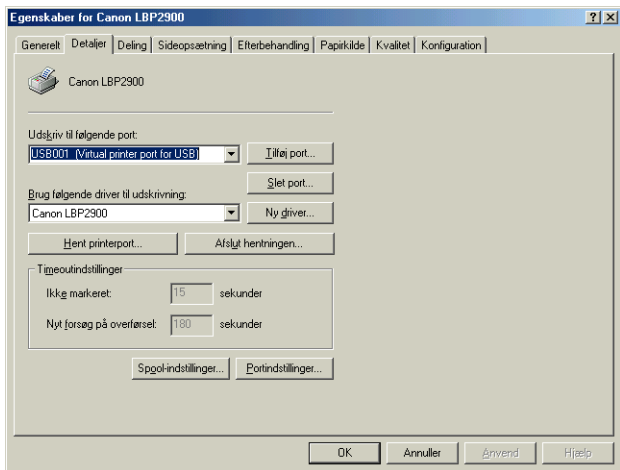 Egenskaber for Canon LBP2900
Generelt Detaljer Deling Sideopsætning Efterbehandling Papirkilde Kvalitet Konfiguration
Canon LBP2900
Udskriv til følgende port:
USB001 (Virtual printer port for USB) Tilføj port...
Slet port...
Brug følgende driver til udskrivning:
Canon LBP2900 Ny driver...
Hent printerport... Afslut hentningen...
Timeoutindstillinger
Ikke markeret: 15 sekunder
Nyt forsøg på overførsel: 180 sekunder
Spool-indstillinger... Portindstillinger...
OK Annuller Anvend Hjælp